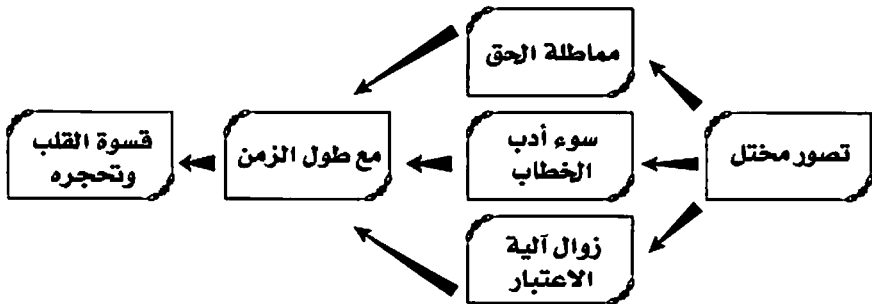 تصور مختل
مماطلة الحق
سوء أدب
الخطاب
زوال آلية
الاعتبار
مع طول الزمن
قسوة القلب
وتحجره